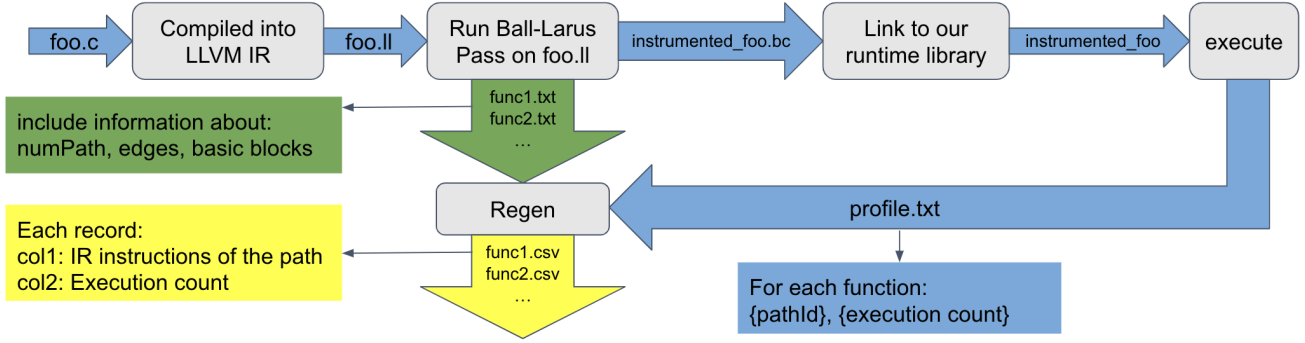 foo.c
Compiled into
LLVM IR
foo.ll
Run Ball-Larus
Pass on foo.ll
instrumented_foo.bc
Link to our
runtime library
instrumented_foo
execute
include information about:
numPath, edges, basic blocks
func1.txt
func2.txt
...
Regen
profile.txt
Each record:
col1: IR instructions of the path
col2: Execution count
func1.csv
func2.csv
...
For each function:
{pathId}, {execution count}